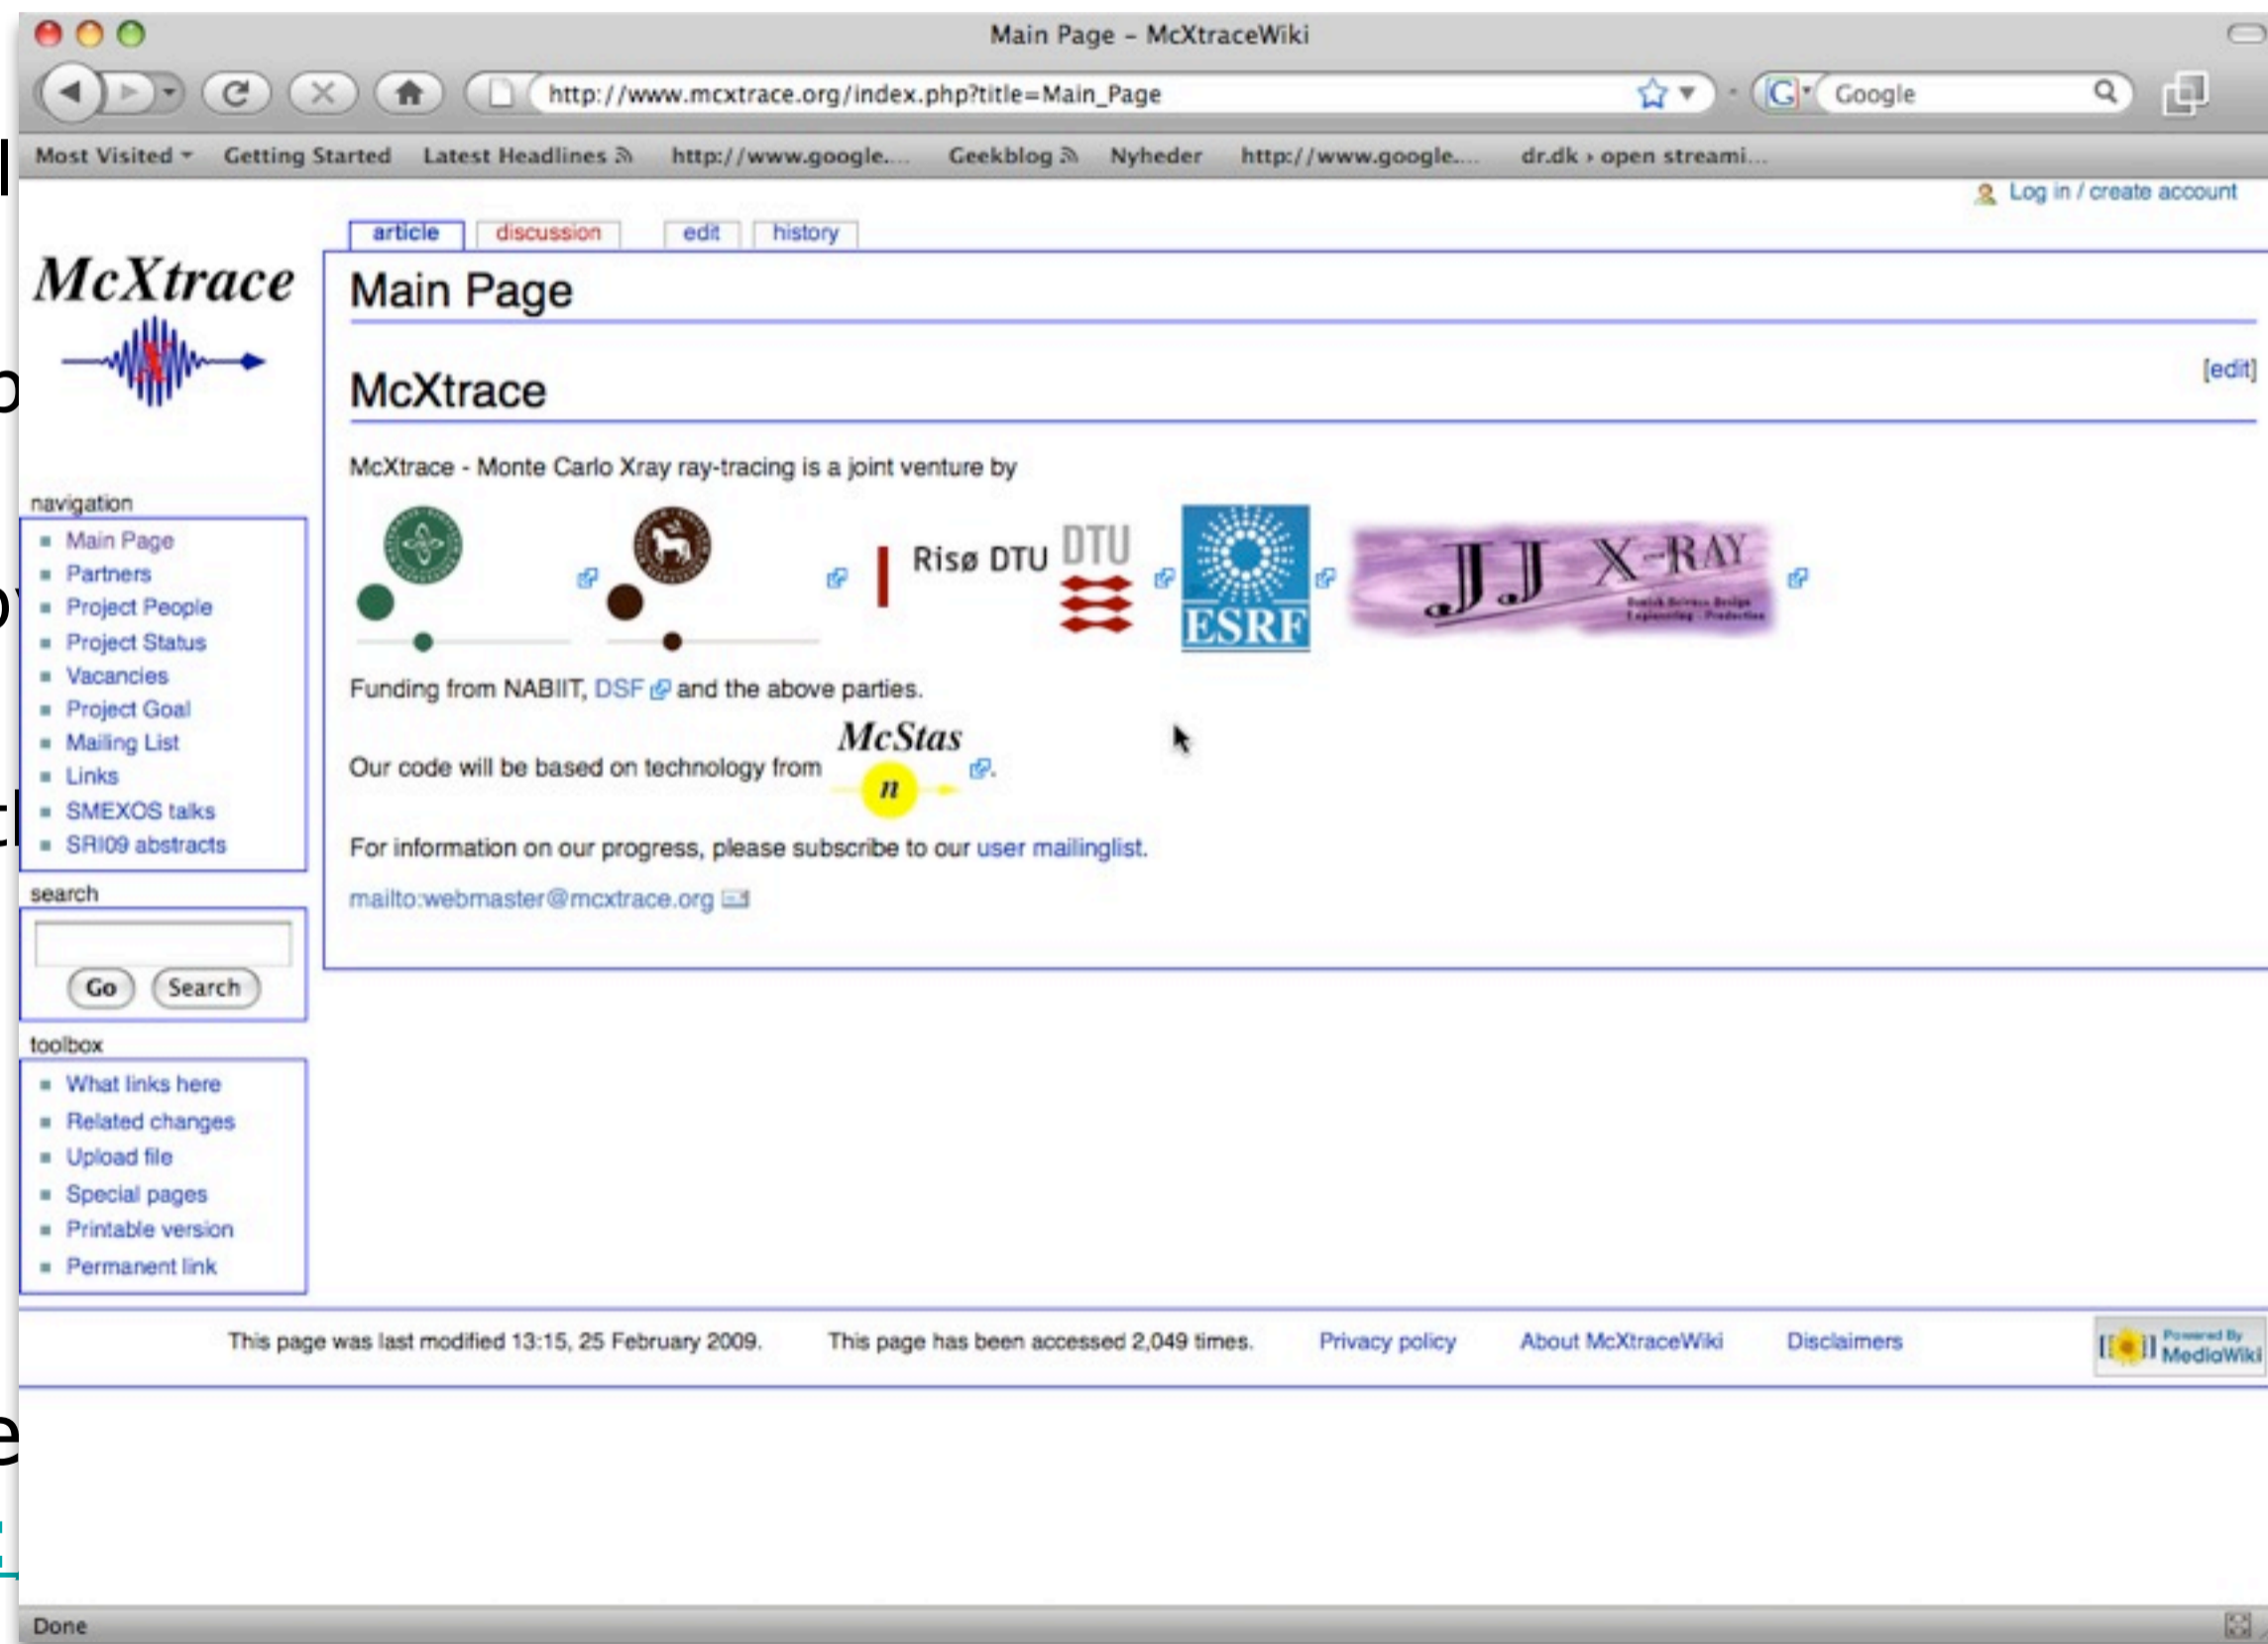 Main Page – McXtraceWiki
http://www.mcxtrace.org/index.php?title=Main_Page
Google
Most Visited Getting Started Latest Headlines http://www.google.... Geekblog Nyheder http://www.google.... dr.dk › open streami...
Log in / create account
article discussion edit history
McXtrace
Main Page
McXtrace
[edit]
McXtrace - Monte Carlo Xray ray-tracing is a joint venture by
Risø DTU
DTU
ESRF
JJ X-RAY
Danish Science Design
Engineering - Production
Funding from NABIIT, DSF and the above parties.
McStas
n
Our code will be based on technology from .
For information on our progress, please subscribe to our user mailinglist.
mailto:webmaster@mcxtrace.org
navigation
Main Page
Partners
Project People
Project Status
Vacancies
Project Goal
Mailing List
Links
SMEXOS talks
SRI09 abstracts
search
Go Search
toolbox
What links here
Related changes
Upload file
Special pages
Printable version
Permanent link
This page was last modified 13:15, 25 February 2009. This page has been accessed 2,049 times. Privacy policy About McXtraceWiki Disclaimers
Powered By
MediaWiki
Done